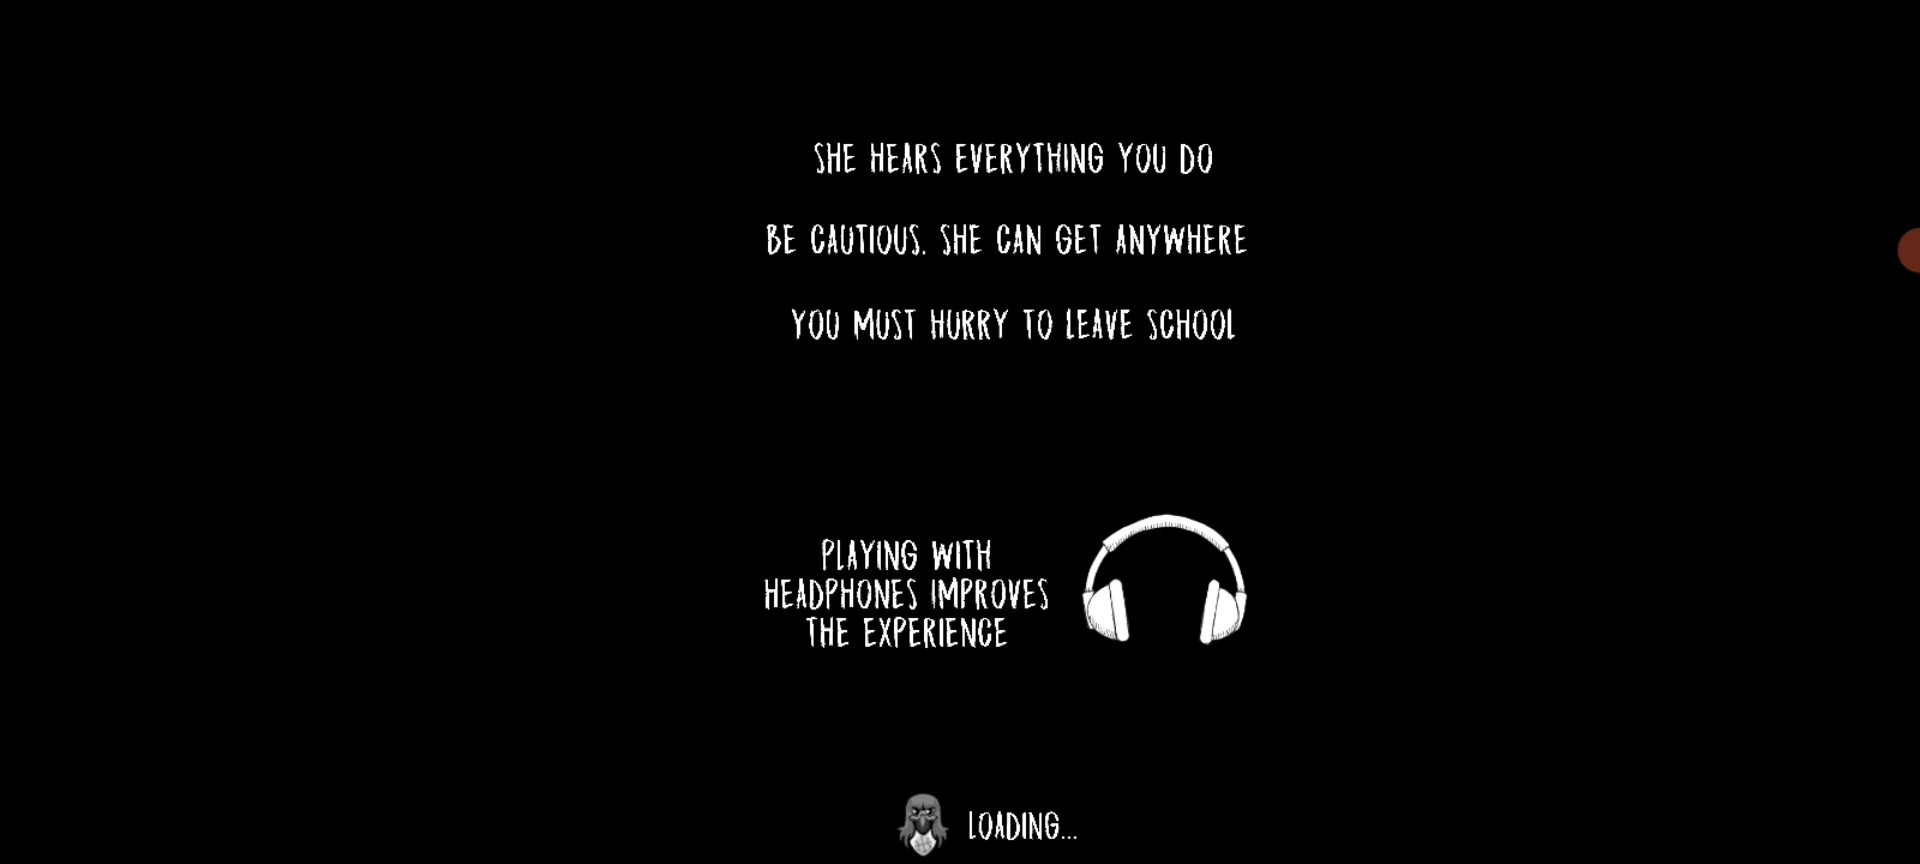 SHE HEARS EVERYTHING YOU DO
BE CAUTIOUS. SHE CAN GET ANYWHERE
YOU MUST HURRY TO LEAVE SCHOOL
PLAYING WITH
HEADPHONES IMPROVES
THE EXPERIENCE
LOADING...